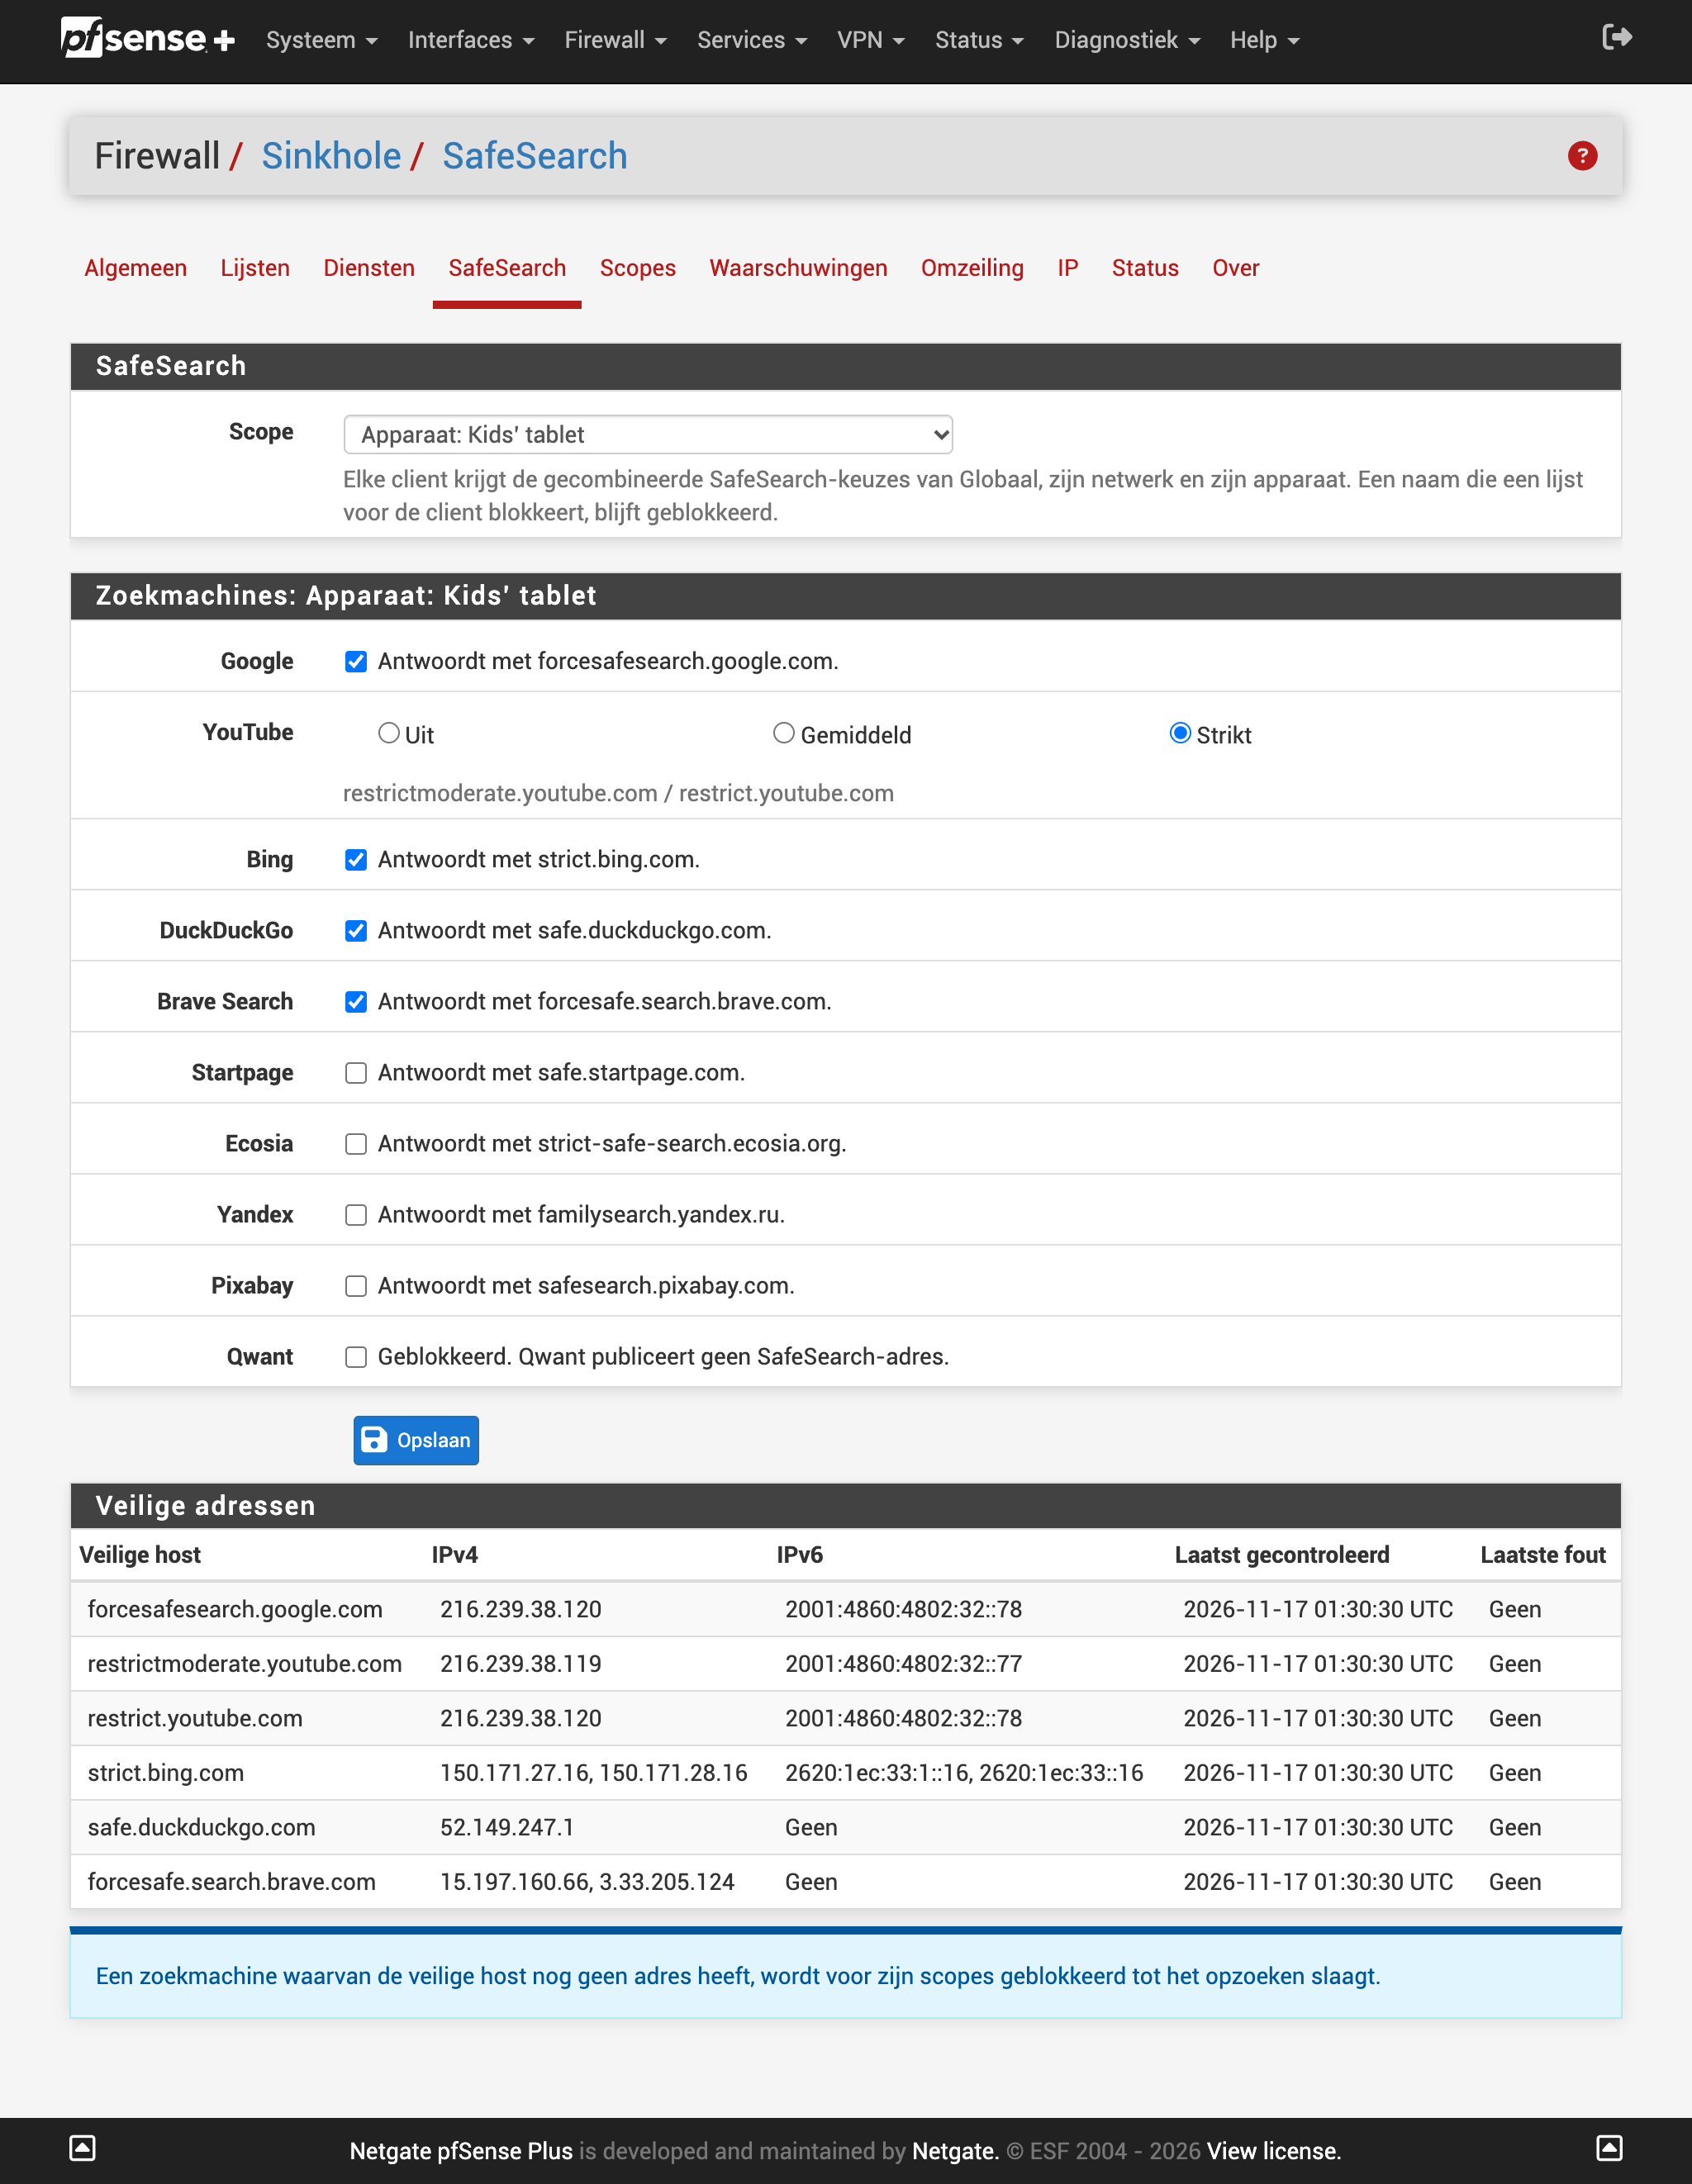 pfsense+ Systeem Interfaces Firewall Services VPN Status Diagnostiek Help
Firewall / Sinkhole / SafeSearch
Algemeen Lijsten Diensten SafeSearch Scopes Waarschuwingen Omzeiling IP Status Over
SafeSearch
Scope Apparaat: Kids' tablet
Elke client krijgt de gecombineerde SafeSearch-keuzes van Globaal, zijn netwerk en zijn apparaat. Een naam die een lijst
voor de client blokkeert, blijft geblokkeerd.
Zoekmachines: Apparaat: Kids' tablet
Google Antwoordt met forcesafesearch.google.com.
YouTube Uit Gemiddeld Strikt
restrictmoderate.youtube.com / restrict.youtube.com
Bing Antwoordt met strict.bing.com.
DuckDuckGo Antwoordt met safe.duckduckgo.com.
Brave Search Antwoordt met forcesafe.search.brave.com.
Startpage Antwoordt met safe.startpage.com.
Ecosia Antwoordt met strict-safe-search.ecosia.org.
Yandex Antwoordt met familysearch.yandex.ru.
Pixabay Antwoordt met safesearch.pixabay.com.
Qwant Geblokkeerd. Qwant publiceert geen SafeSearch-adres.
Opslaan
Veilige adressen
Veilige host IPv4 IPv6 Laatst gecontroleerd Laatste fout
forcesafesearch.google.com 216.239.38.120 2001:4860:4802:32::78 2026-11-17 01:30:30 UTC Geen
restrictmoderate.youtube.com 216.239.38.119 2001:4860:4802:32::77 2026-11-17 01:30:30 UTC Geen
restrict.youtube.com 216.239.38.120 2001:4860:4802:32::78 2026-11-17 01:30:30 UTC Geen
strict.bing.com 150.171.27.16, 150.171.28.16 2620:1ec:33:1::16, 2620:1ec:33::16 2026-11-17 01:30:30 UTC Geen
safe.duckduckgo.com 52.149.247.1 Geen 2026-11-17 01:30:30 UTC Geen
forcesafe.search.brave.com 15.197.160.66, 3.33.205.124 Geen 2026-11-17 01:30:30 UTC Geen
Een zoekmachine waarvan de veilige host nog geen adres heeft, wordt voor zijn scopes geblokkeerd tot het opzoeken slaagt.
Netgate pfSense Plus is developed and maintained by Netgate. © ESF 2004 - 2026 View license.